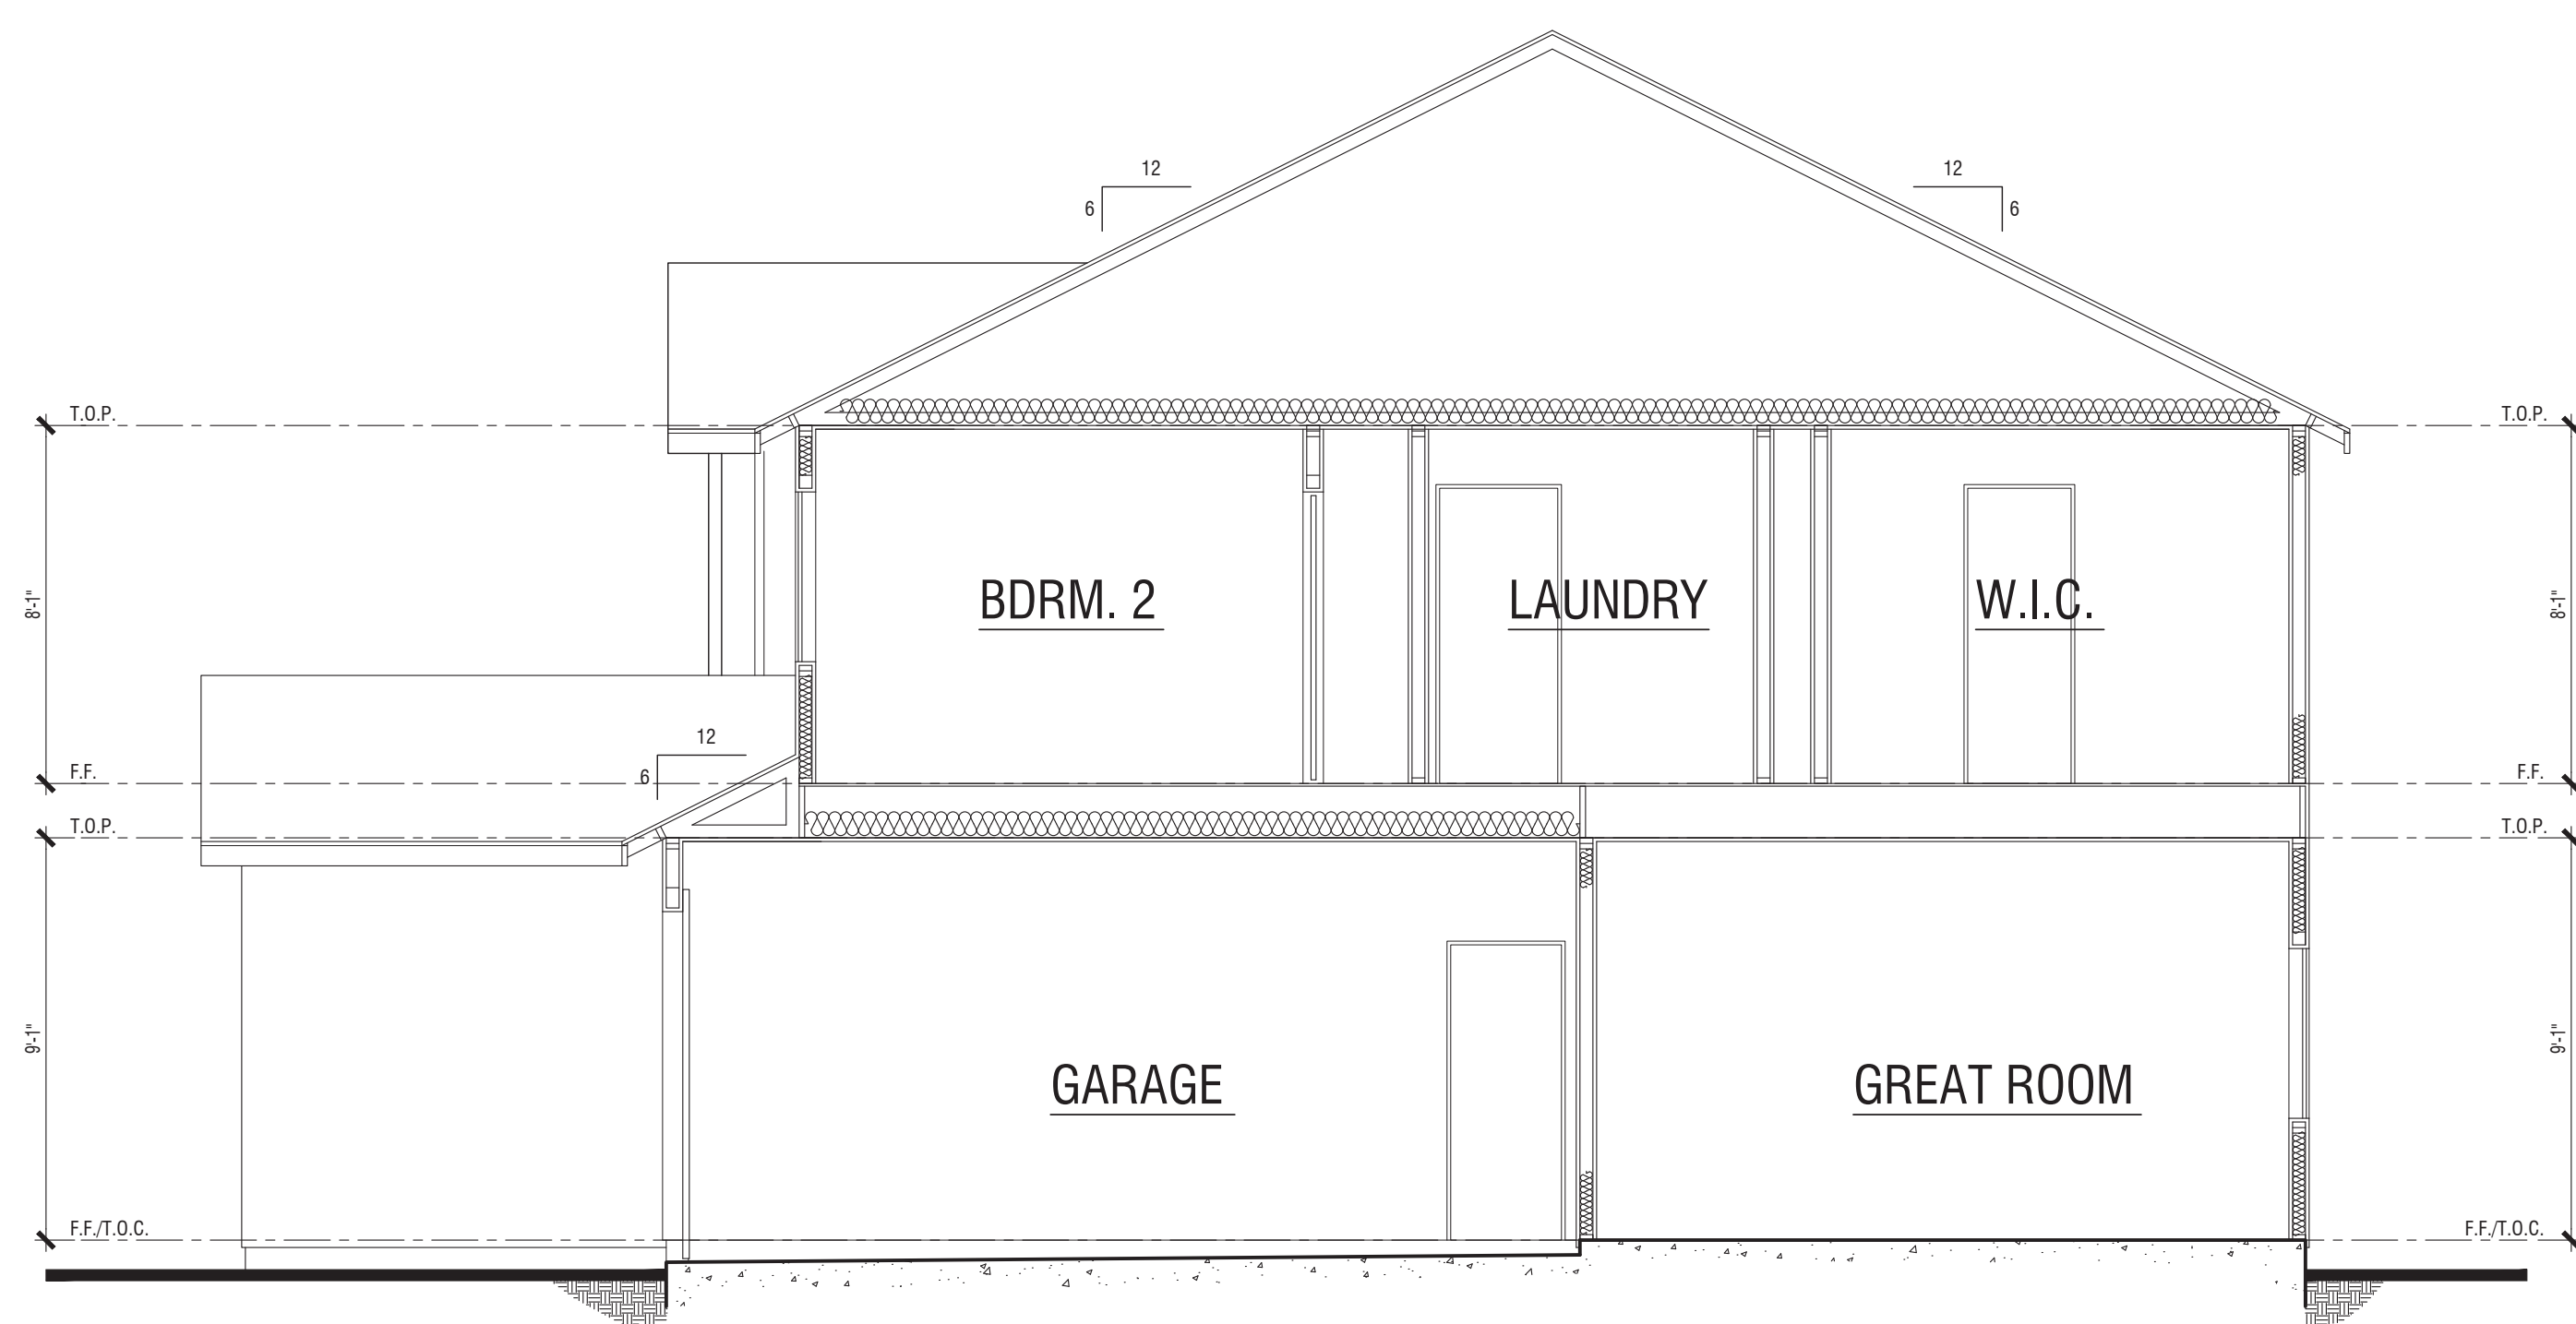 12
12
6
6
T.O.P.
T.O.P.
8'-1"
BDRM. 2
LAUNDRY
W.I.C.
8'-1"
12
6
F.F.
F.F.
T.O.P.
T.O.P.
9'-1"
GARAGE
GREAT ROOM
9'-1"
F.F./T.O.C.
F.F./T.O.C.